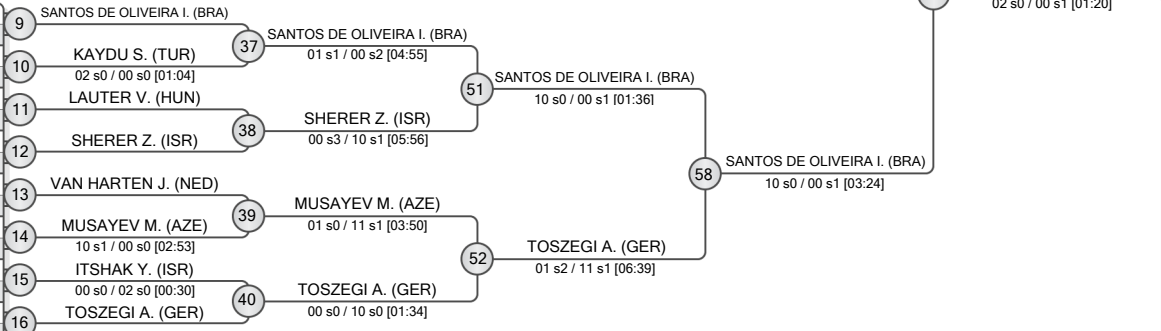 02 s0 / 00 s1 [01:20]
9
SANTOS DE OLIVEIRA I. (BRA)
37
SANTOS DE OLIVEIRA I. (BRA)
01 s1 / 00 s2 [04:55]
10
KAYDU S. (TUR)
02 s0 / 00 s0 [01:04]
51
SANTOS DE OLIVEIRA I. (BRA)
10 s0 / 00 s1 [01:36]
11
LAUTER V. (HUN)
38
SHERER Z. (ISR)
00 s3 / 10 s1 [05:56]
12
SHERER Z. (ISR)
58
SANTOS DE OLIVEIRA I. (BRA)
10 s0 / 00 s1 [03:24]
13
VAN HARTEN J. (NED)
39
MUSAYEV M. (AZE)
01 s0 / 11 s1 [03:50]
14
MUSAYEV M. (AZE)
10 s1 / 00 s0 [02:53]
52
TOSZEGI A. (GER)
01 s2 / 11 s1 [06:39]
15
ITSHAK Y. (ISR)
00 s0 / 02 s0 [00:30]
40
TOSZEGI A. (GER)
00 s0 / 10 s0 [01:34]
16
TOSZEGI A. (GER)